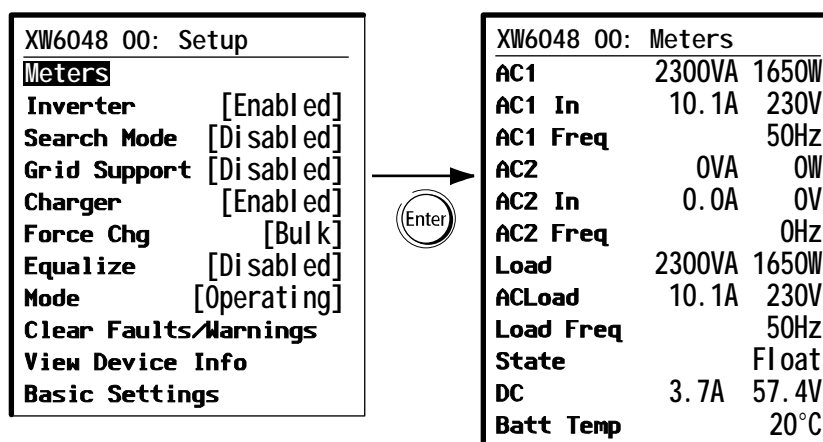 XW6048 00: Setup
Meters
Inverter [Enabled]
Search Mode [Disabled]
Grid Support [Disabled]
Charger [Enabled]
Force Chg [Bulk]
Equalize [Disabled]
Mode [Operating]
Clear Faults/Warnings
View Device Info
Basic Settings
Enter
XW6048 00: Meters
AC1 2300VA 1650W
AC1 In 10.1A 230V
AC1 Freq 50Hz
AC2 0VA 0W
AC2 In 0.0A 0V
AC2 Freq 0Hz
Load 2300VA 1650W
ACLoad 10.1A 230V
Load Freq 50Hz
State Float
DC 3.7A 57.4V
Batt Temp 20°C